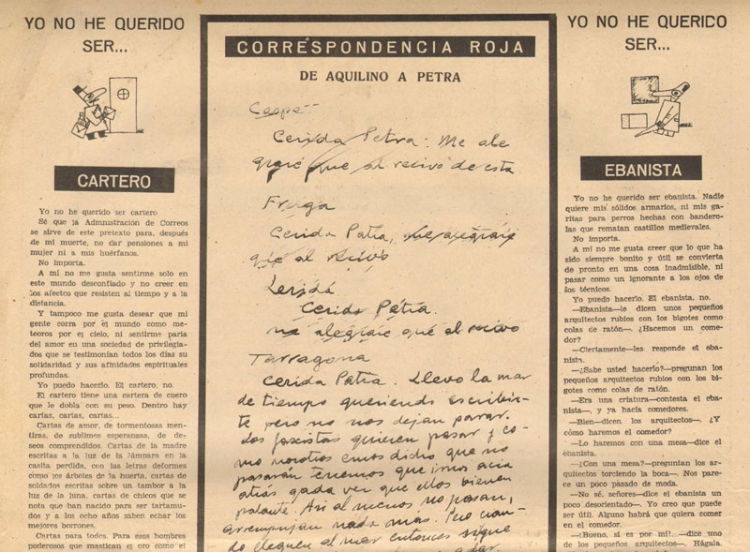 YO NO HE QUERIDO
SER...
CARTERO
Yo no he querido ser cartero
Sé que la Admnistración de Correos
se sirve de este pretexto para, después
de mi muerte, no dar pensiones a mi
mujer ni a mis huérfanos.
No importa.
A mí no me gusta sentirme solo en
este mundo desconfiado y no creer en
los afectos que resisten al tiempo y a la
distancia.
Y tampoco me gusta desear que mi
gente corra por el mundo como me-
teoros por el cielo, ni sentirme paria
del amor en una sociedad de privilegia-
dos que se testimonian todos los días su
solidaridad y sus afinidades espirituales
profundas.
Yo puedo hacerlo. El cartero, no.
El cartero tiene una cartera de cuero
que le dobla con su peso. Dentro hay
cartas, cartas, cartas...
Cartas de amor, de tormentosas men-
tiras, de sublimes esperanzas, de de-
seos comprendidos. Cartas de la madre
escritas a la luz de la lámpara en la
casita perdida, con las letras deformes
como los árboles de la huerta, cartas de
soldados escritas sobre un tambor a la
luz de la luna, cartas de chicos que se
nota que han nacido para ser tartamu-
dos y a los ocho años saben echar los
mejores borrones.
Cartas para todos. Para esos hombres
poderosos que mastican el oro como el
CORRESPONDENCIA ROJA
DE AQUILINO A PETRA
Caspe
Cerida Petra: Me ale
graré que al recivo de esta
Fraga
Cerida Petra, me alegraré
qué al recivo
Lerida
Cerida Petra.
me alegraré qué al recivo
Tarragona
Cerida Petra. Llevo la mar
de tiempo queriendo escribir-
te pero no nos dejan parar.
Los fascistas quieren pasar y co-
mo nosotros emos dicho que no
pasarán tenemos que irnos acia
atrás cada ver que ellos bienen
palante. Así al menos no pasan,
arrempujan nada mas. Pero cuan-
do lleguen al mar entonces sigue
YO NO HE QUERICO
SER...
EBANISTA
Yo no he querido ser ebanista. Nadie
quiere mis sólidos armarios, ni mis ga-
ritas para perros hechas con bandero-
las que rematan castillos medievales.
No importa.
A mí no me gusta creer que lo que ha
sido siempre bonito y útil se convierta
de pronto en una cosa inadmisible, ni
pasar como un ignorante a los ojos de
los técnicos.
Yo puedo hacerlo. El ebanista, no.
—Ebanista—le dicen unos pequeños
arquitectos rubios con los bigotes como
colas de ratón—. ¿Hacemos un come-
dor?
—Ciertamente—les responde el eba-
nista.
—¿Sabe usted hacerlo?—pregunan los
pequeños arquitectos rubios con los bi-
gotes como colas de ratón.
—Era una criatura—contesta el eba-
nista—, y ya hacía comedores.
—Bien—dicen los arquitectos—. ¿Y
cómo haremos el comedor?
—Lo haremos con una mesa—dice el
ebanista.
—¿Con una mesa?—preguntan los ar-
quitectos torciendo la boca—. Nos pare-
ce un poco pasado de moda.
—No sé, señores—dice el ebanista un
poco desorientado—. Yo creo que puede
ser útil. Alguno habrá que quiera comer
en el comedor.
—Bueno, si es por mí!...—dice uno
de los pequeños arquitectos—. Hágala.